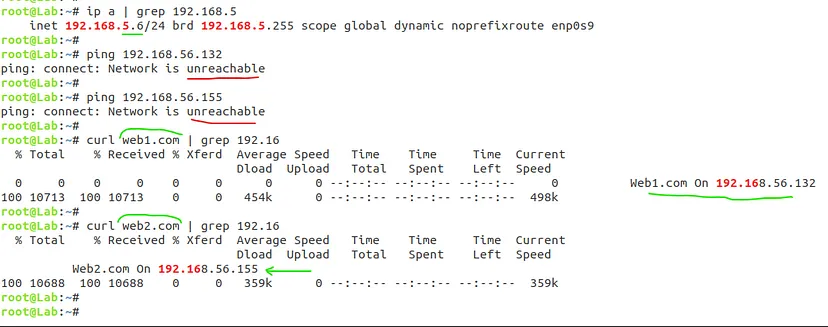 root@Lab:~# ip a | grep 192.168.5
    inet 192.168.5.6/24 brd 192.168.5.255 scope global dynamic noprefixroute enp0s9
root@Lab:~#
root@Lab:~# ping 192.168.56.132
ping: connect: Network is unreachable
root@Lab:~#
root@Lab:~# ping 192.168.56.155
ping: connect: Network is unreachable
root@Lab:~#
root@Lab:~# curl web1.com | grep 192.16
  % Total    % Received % Xferd  Average Speed   Time    Time     Time  Current
                                 Dload  Upload   Total   Spent    Left  Speed
  0     0    0     0    0     0      0      0 --:--:-- --:--:-- --:--:--     0            Web1.com On 192.168.56.132
100 10713  100 10713    0     0   454k      0 --:--:-- --:--:-- --:--:--  498k
root@Lab:~#
root@Lab:~# curl web2.com | grep 192.16
  % Total    % Received % Xferd  Average Speed   Time    Time     Time  Current
                                 Dload  Upload   Total   Spent    Left  Speed
          Web2.com On 192.168.56.155
100 10688  100 10688    0     0   359k      0 --:--:-- --:--:-- --:--:--  359k
root@Lab:~#
root@Lab:~#